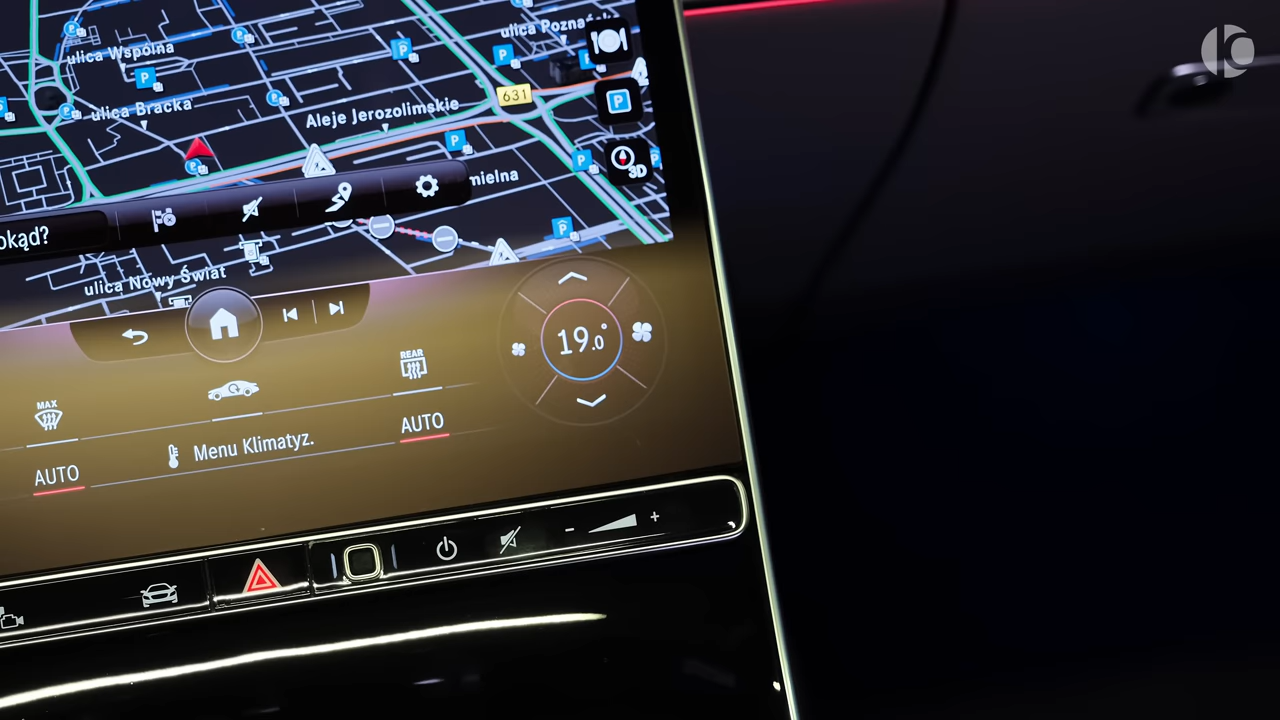 ulica Wspólna
ulica Poznańsk
P
P
P
P
P
ulica Bracka
631
P
Aleje Jerozolimskie
P
P
P
3D
mielna
okąd?
P
ulica Nowy Świat
19.0°
MAX
REAR
AUTO
Menu Klimatyz.
AUTO
- +